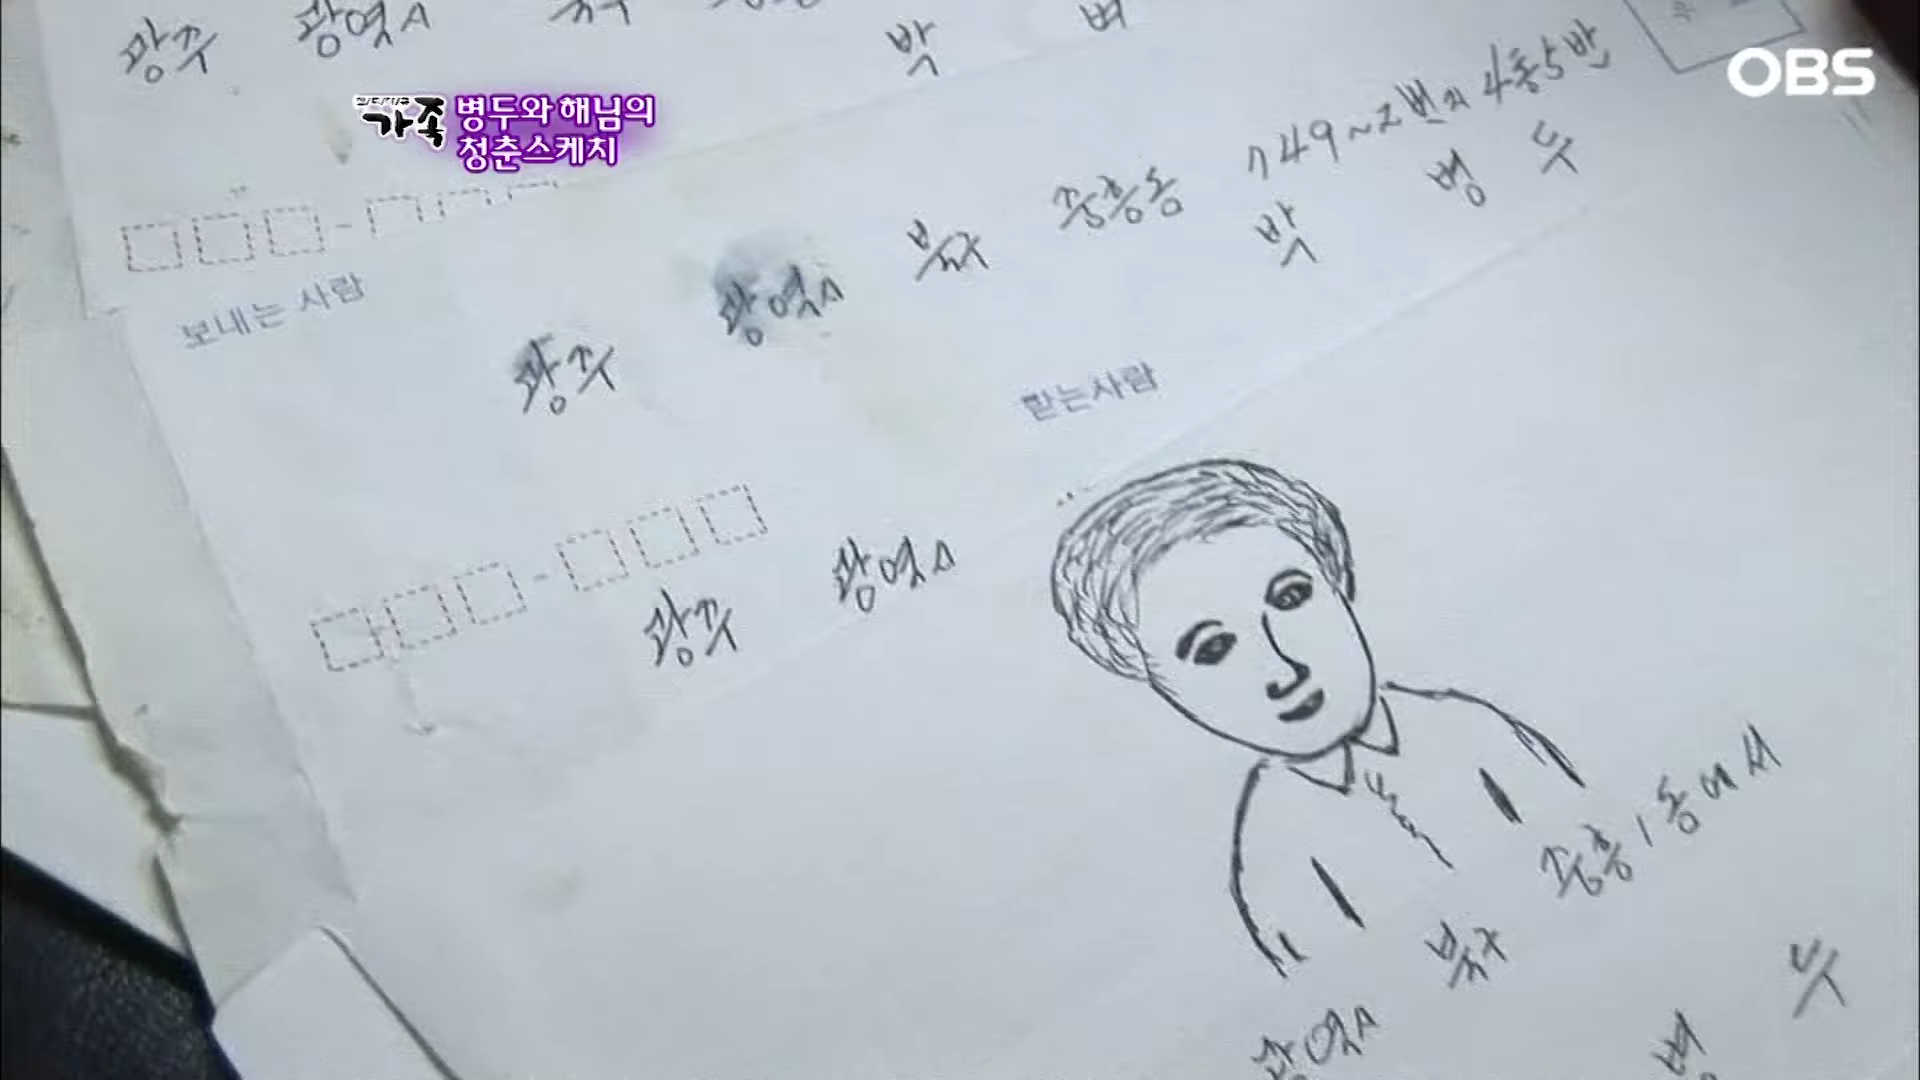 광주 광역시
박
OBS
가족 병두와 해님의
청춘스케치
보내는 사람
광주 광역시 북구 중흥동 749~2번지 4통5반
박 병 두
받는사람
광주 광역시
중흥1동에서
북구
광역시
병 두